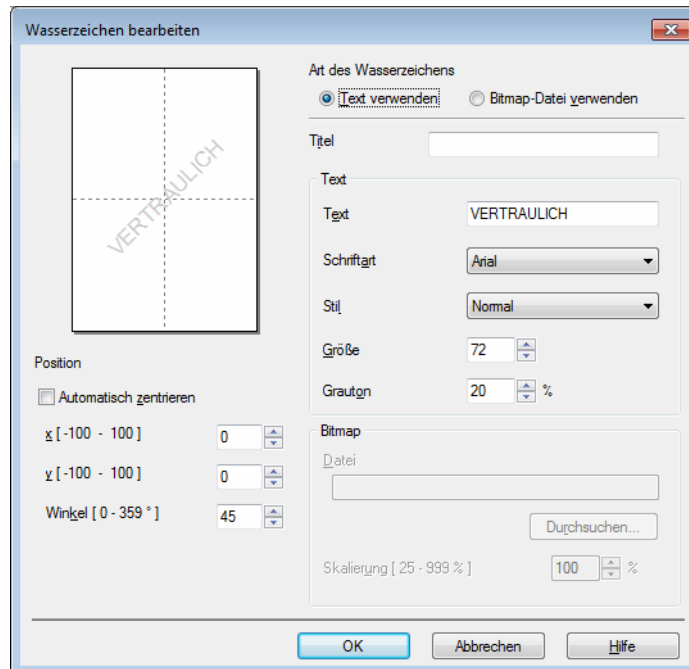 Wasserzeichen bearbeiten
VERTRAULICH
Art des Wasserzeichens
Text verwenden
Bitmap-Datei verwenden
Titel
Text
Text
VERTRAULICH
Schriftart
Arial
Stil
Normal
Größe
72
Grauton
20
%
Position
Automatisch zentrieren
x [ -100 - 100 ]
0
y [ -100 - 100 ]
0
Winkel [ 0 - 359 ° ]
45
Bitmap
Datei
Durchsuchen...
Skalierung [ 25 - 999 % ]
100
%
OK
Abbrechen
Hilfe